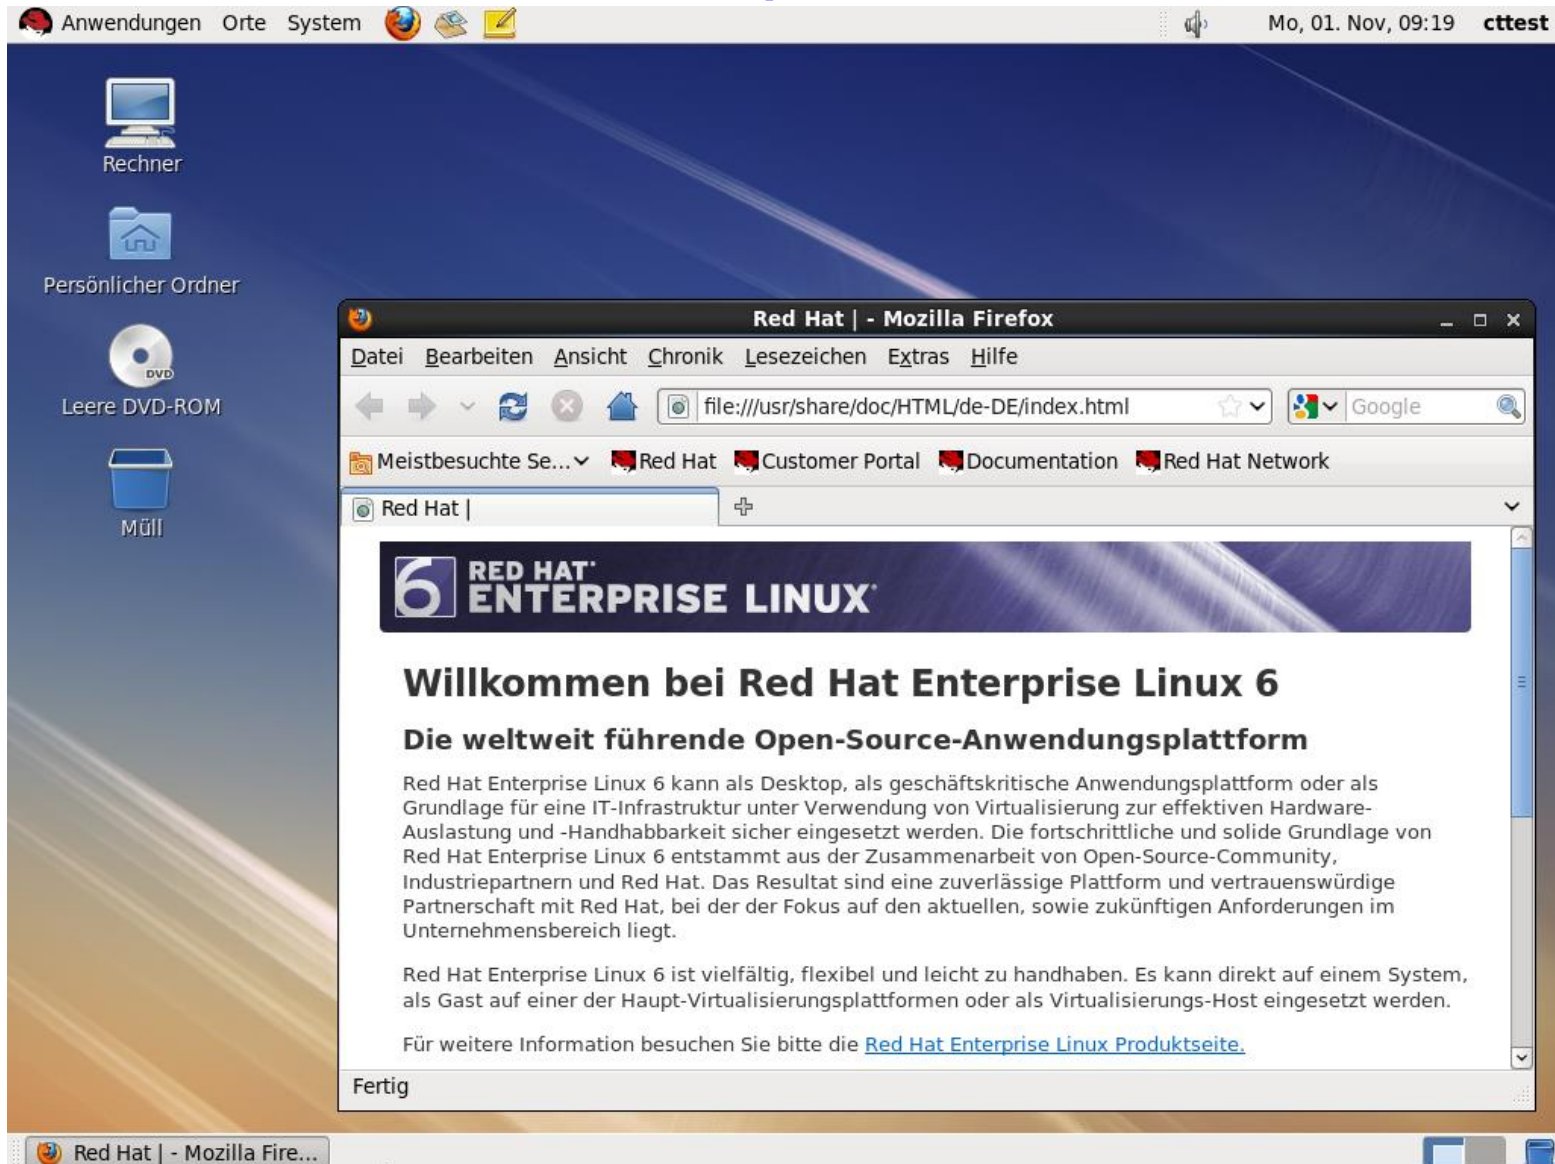 Anwendungen Orte System Mo, 01. Nov, 09:19 cttest
Rechner
Persönlicher Ordner
DVD
Leere DVD-ROM
Müll
Red Hat | - Mozilla Firefox
Datei Bearbeiten Ansicht Chronik Lesezeichen Extras Hilfe
file:///usr/share/doc/HTML/de-DE/index.html Google
Meistbesuchte Se... Red Hat Customer Portal Documentation Red Hat Network
Red Hat |
6 RED HAT
ENTERPRISE LINUX
Willkommen bei Red Hat Enterprise Linux 6
Die weltweit führende Open-Source-Anwendungsplattform
Red Hat Enterprise Linux 6 kann als Desktop, als geschäftskritische Anwendungsplattform oder als
Grundlage für eine IT-Infrastruktur unter Verwendung von Virtualisierung zur effektiven Hardware-
Auslastung und -Handhabbarkeit sicher eingesetzt werden. Die fortschrittliche und solide Grundlage von
Red Hat Enterprise Linux 6 entstammt aus der Zusammenarbeit von Open-Source-Community,
Industriepartnern und Red Hat. Das Resultat sind eine zuverlässige Plattform und vertrauenswürdige
Partnerschaft mit Red Hat, bei der der Fokus auf den aktuellen, sowie zukünftigen Anforderungen im
Unternehmensbereich liegt.
Red Hat Enterprise Linux 6 ist vielfältig, flexibel und leicht zu handhaben. Es kann direkt auf einem System,
als Gast auf einer der Haupt-Virtualisierungsplattformen oder als Virtualisierungs-Host eingesetzt werden.
Für weitere Information besuchen Sie bitte die Red Hat Enterprise Linux Produktseite.
Fertig
Red Hat | - Mozilla Fire...